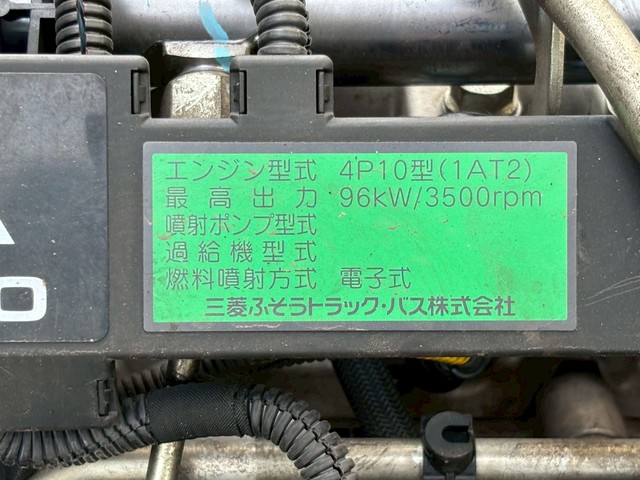 エンジン型式 4P10型(1AT2)
最高出力 96kW/3500rpm
噴射ポンプ型式
過給機型式
燃料噴射方式 電子式
三菱ふそうトラック・バス株式会社